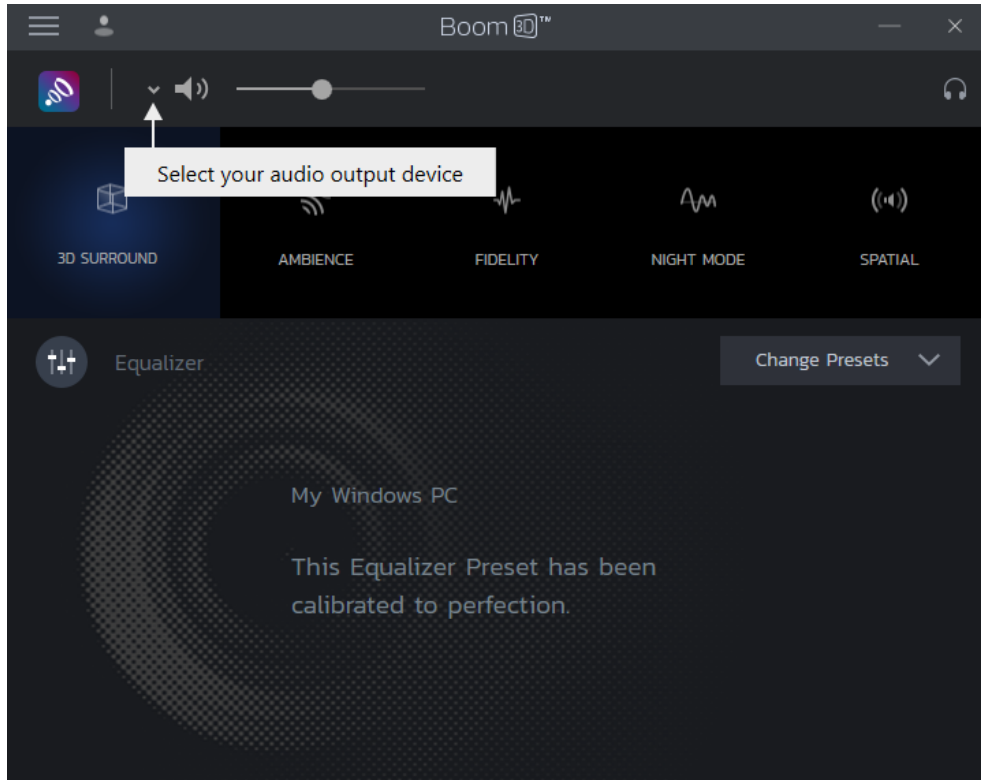 Boom 3D™
Select your audio output device
3D SURROUND
AMBIENCE
FIDELITY
NIGHT MODE
SPATIAL
Equalizer
Change Presets
My Windows PC
This Equalizer Preset has been
calibrated to perfection.